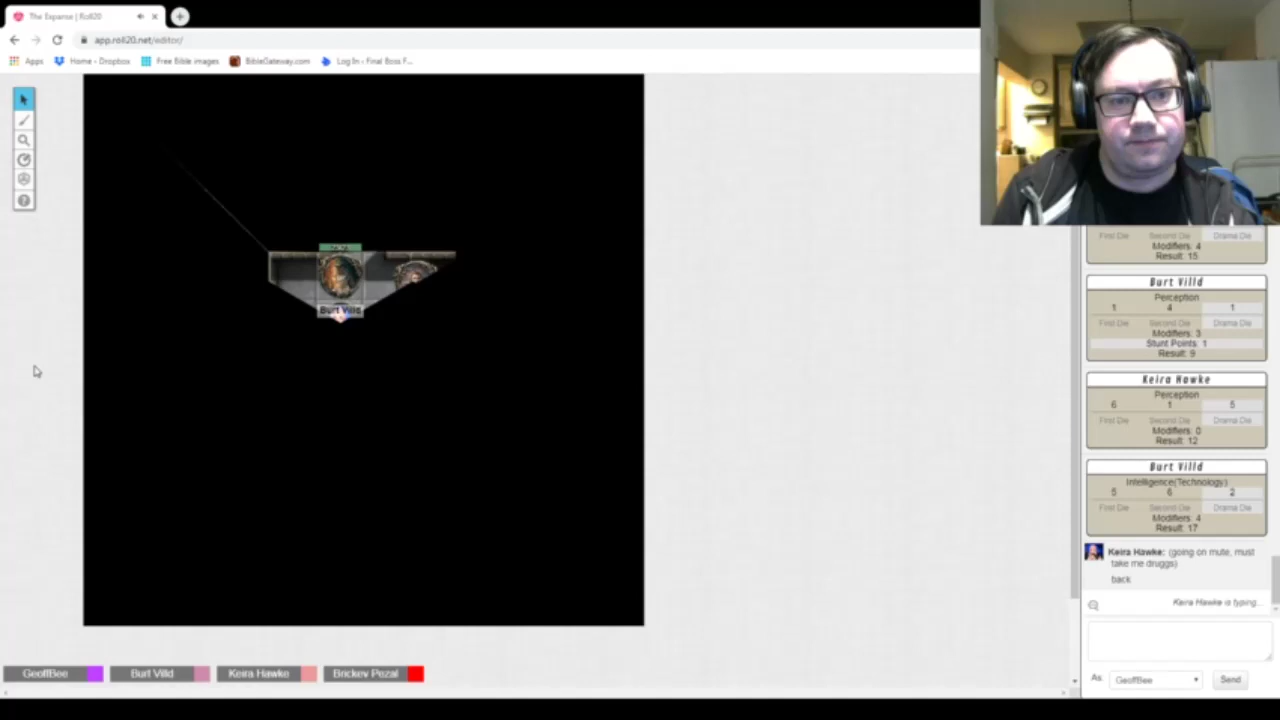 The Expanse | Roll20
app.roll20.net/editor/
Apps
Home - Dropbox
Free Bible images
BibleGateway.com
Log In ‹ Final Boss F...
Burt Villd
First Die Second Die Drama Die
Modifiers: 4
Result: 15
Burt Villd
Perception
1 4 1
First Die Second Die Drama Die
Modifiers: 3
Stunt Points: 1
Result: 9
Keira Hawke
Perception
6 1 5
First Die Second Die Drama Die
Modifiers: 0
Result: 12
Burt Villd
Intelligence(Technology)
5 6 2
First Die Second Die Drama Die
Modifiers: 4
Result: 17
Keira Hawke: (going on mute, must
take me druggs)
back
Keira Hawke is typing...
As: GeoffBee Send
GeoffBee Burt Villd Keira Hawke Brickev Pezal